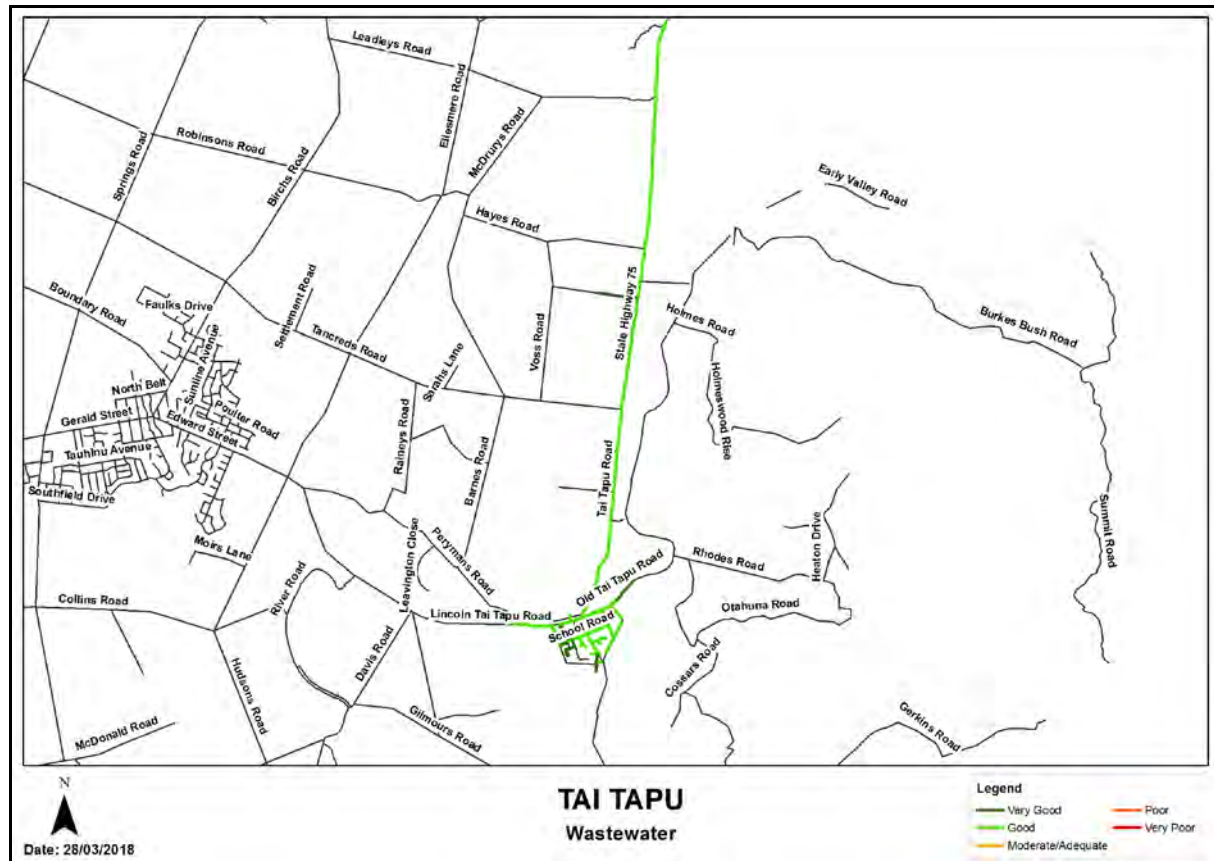 Leadleys Road
Ellesmere Road
McDrurys Road
Robinsons Road
Springs Road
Birchs Road
Early Valley Road
Hayes Road
Settlement Road
Boundary Road
Faulks Drive
State Highway 75
Holmes Road
Burkes Bush Road
Tancreds Road
Sarahs Lane
Voss Road
Sunline Avenue
North Belt
Holmeswood Rise
Gerald Street
Poulter Road
Edward Street
Tauhinu Avenue
Raineys Road
Barnes Road
Tai Tapu Road
Southfield Drive
Summit Road
Moirs Lane
Perymans Road
Leavington Close
Heaton Drive
Rhodes Road
Old Tai Tapu Road
River Road
Collins Road
Lincoln Tai Tapu Road
Otahuna Road
School Road
Davis Road
Cossars Road
Hudsons Road
Gilmours Road
Gerkins Road
McDonald Road
N
Date: 28/03/2018
TAI TAPU
Wastewater
Legend
Very Good
Good
Moderate/Adequate
Poor
Very Poor